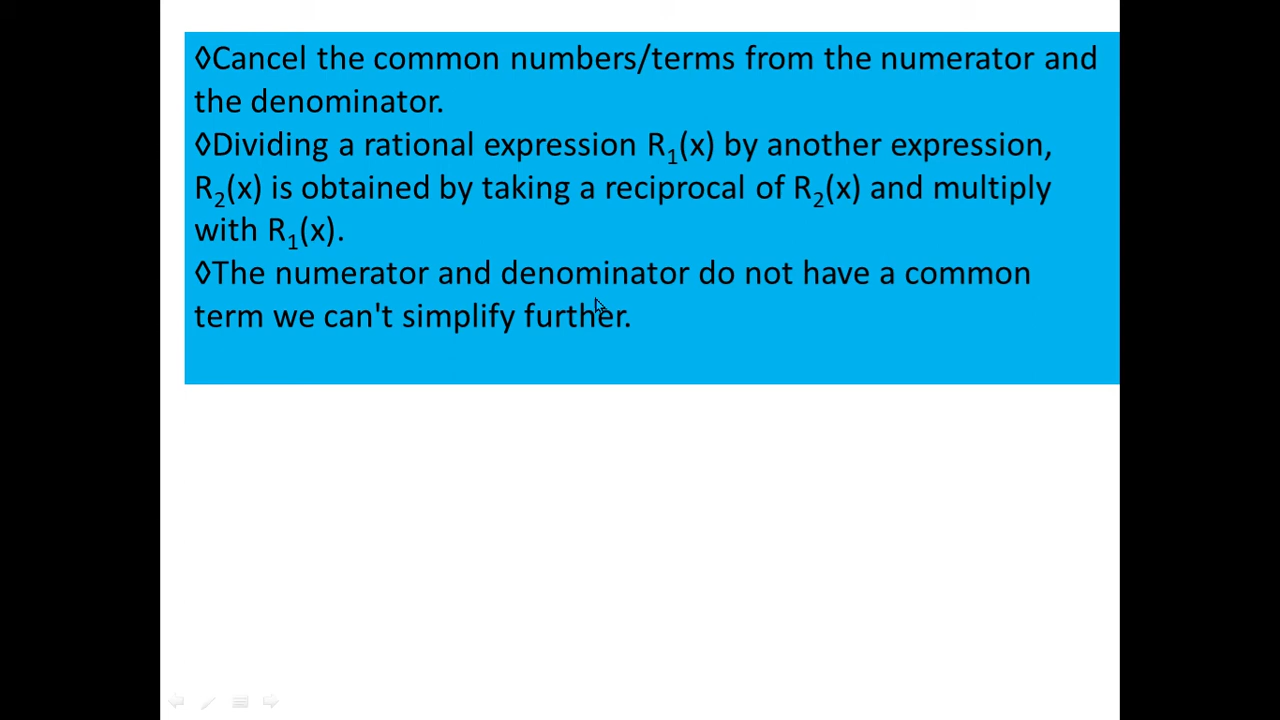 ◊Cancel the common numbers/terms from the numerator and
the denominator.
◊Dividing a rational expression R₁(x) by another expression,
R₂(x) is obtained by taking a reciprocal of R₂(x) and multiply
with R₁(x).
◊The numerator and denominator do not have a common
term we can't simplify further.